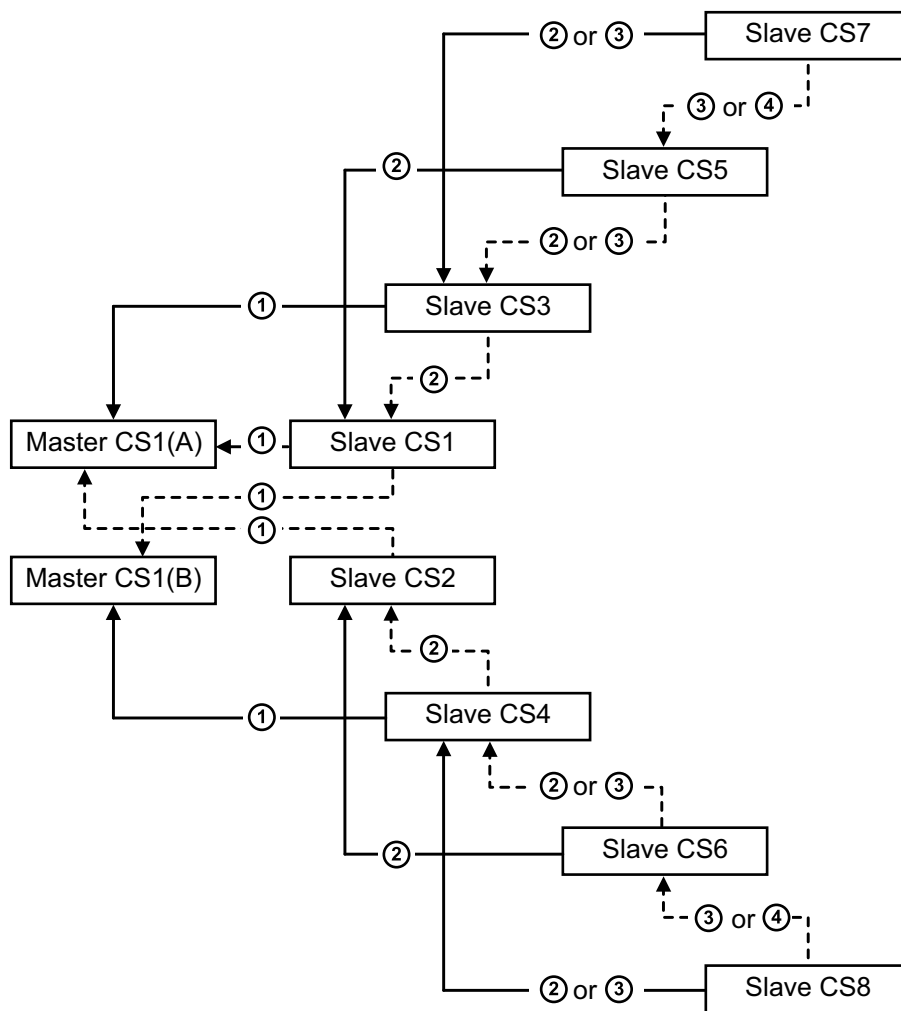 ② or ③ Slave CS7
③ or ④
② Slave CS5
② or ③
① Slave CS3
②
Master CS1(A) ① Slave CS1
①
①
Master CS1(B) Slave CS2
②
① Slave CS4
② or ③
② Slave CS6
③ or ④
② or ③ Slave CS8